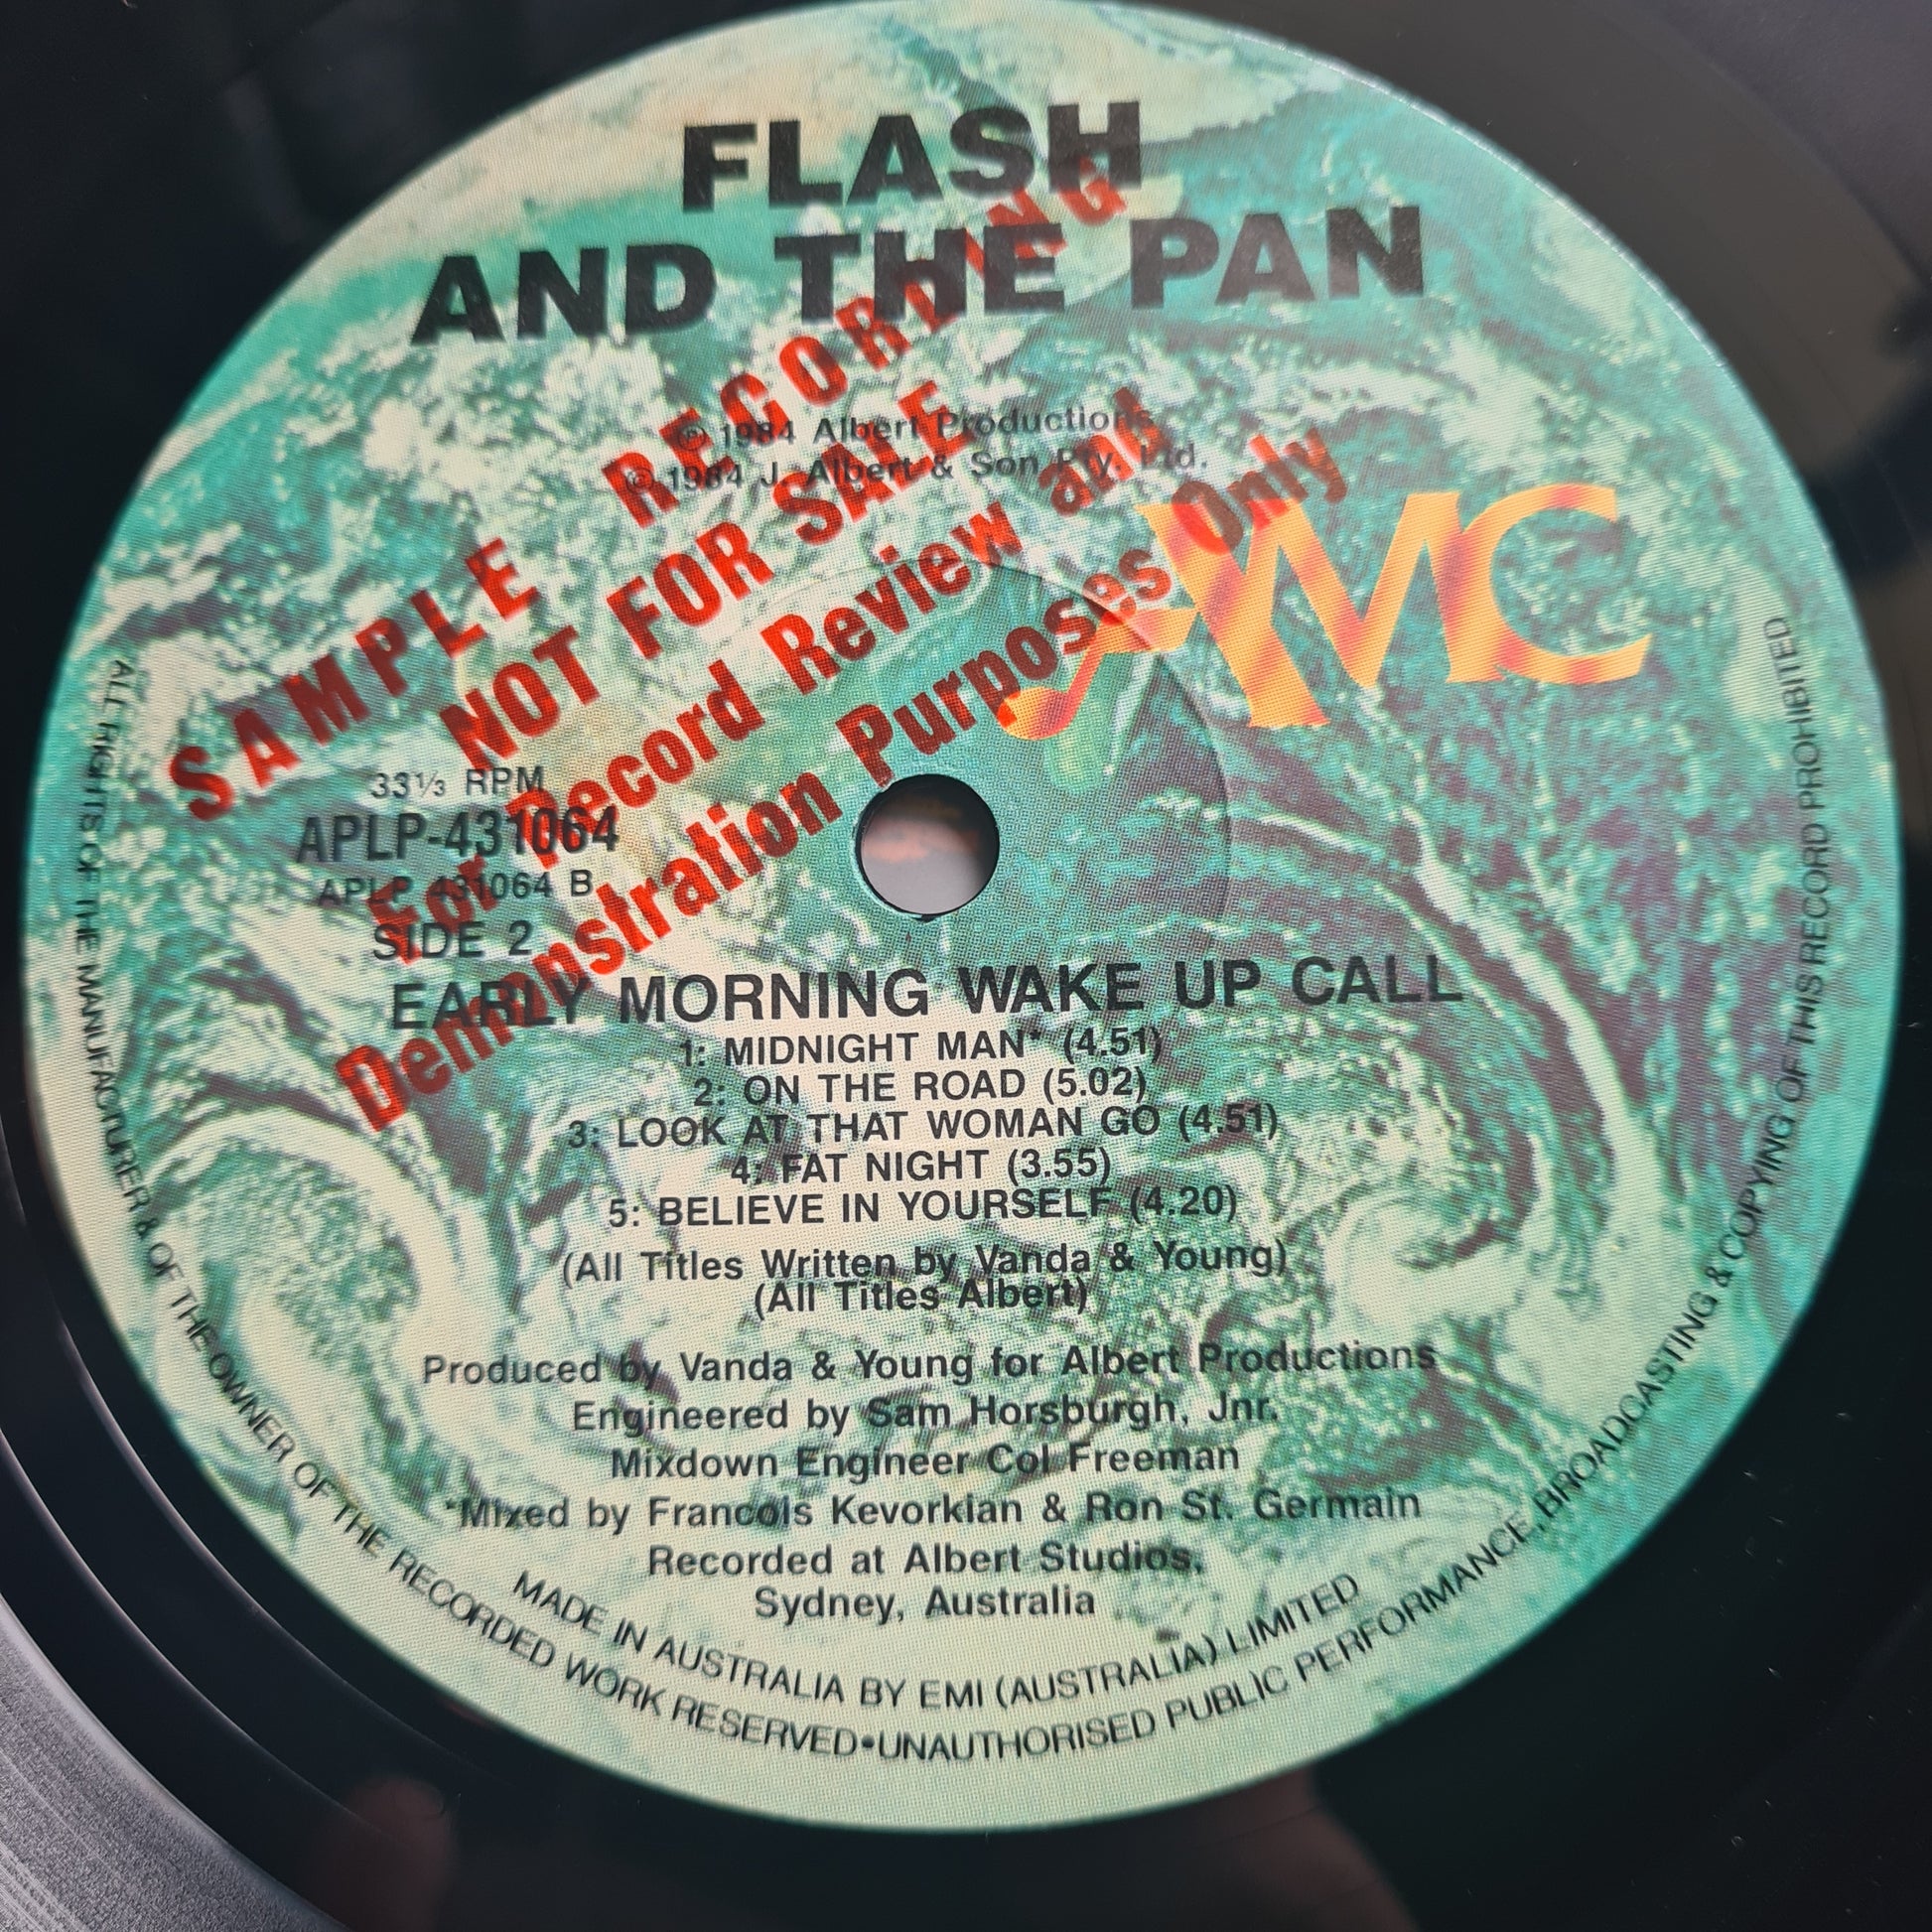 FLASH
AND THE PAN
SAMPLE RECORDING
NOT FOR SALE
For Record Review and
Demonstration Purposes Only
℗ 1984 Albert Productions
© 1984 J. Albert & Son Pty. Ltd.
AMC
33⅓ RPM
APLP-431064
APLP 431064 B
SIDE 2
EARLY MORNING WAKE UP CALL
1: MIDNIGHT MAN* (4.51)
2: ON THE ROAD (5.02)
3: LOOK AT THAT WOMAN GO (4.51)
4: FAT NIGHT (3.55)
5: BELIEVE IN YOURSELF (4.20)
(All Titles Written by Vanda & Young)
(All Titles Albert)
Produced by Vanda & Young for Albert Productions
Engineered by Sam Horsburgh, Jnr.
Mixdown Engineer Col Freeman
*Mixed by Francois Kevorkian & Ron St. Germain
Recorded at Albert Studios,
Sydney, Australia
MADE IN AUSTRALIA BY EMI (AUSTRALIA) LIMITED
ALL RIGHTS OF THE MANUFACTURER & OF THE OWNER OF THE RECORDED WORK RESERVED•UNAUTHORISED PUBLIC PERFORMANCE, BROADCASTING & COPYING OF THIS RECORD PROHIBITED